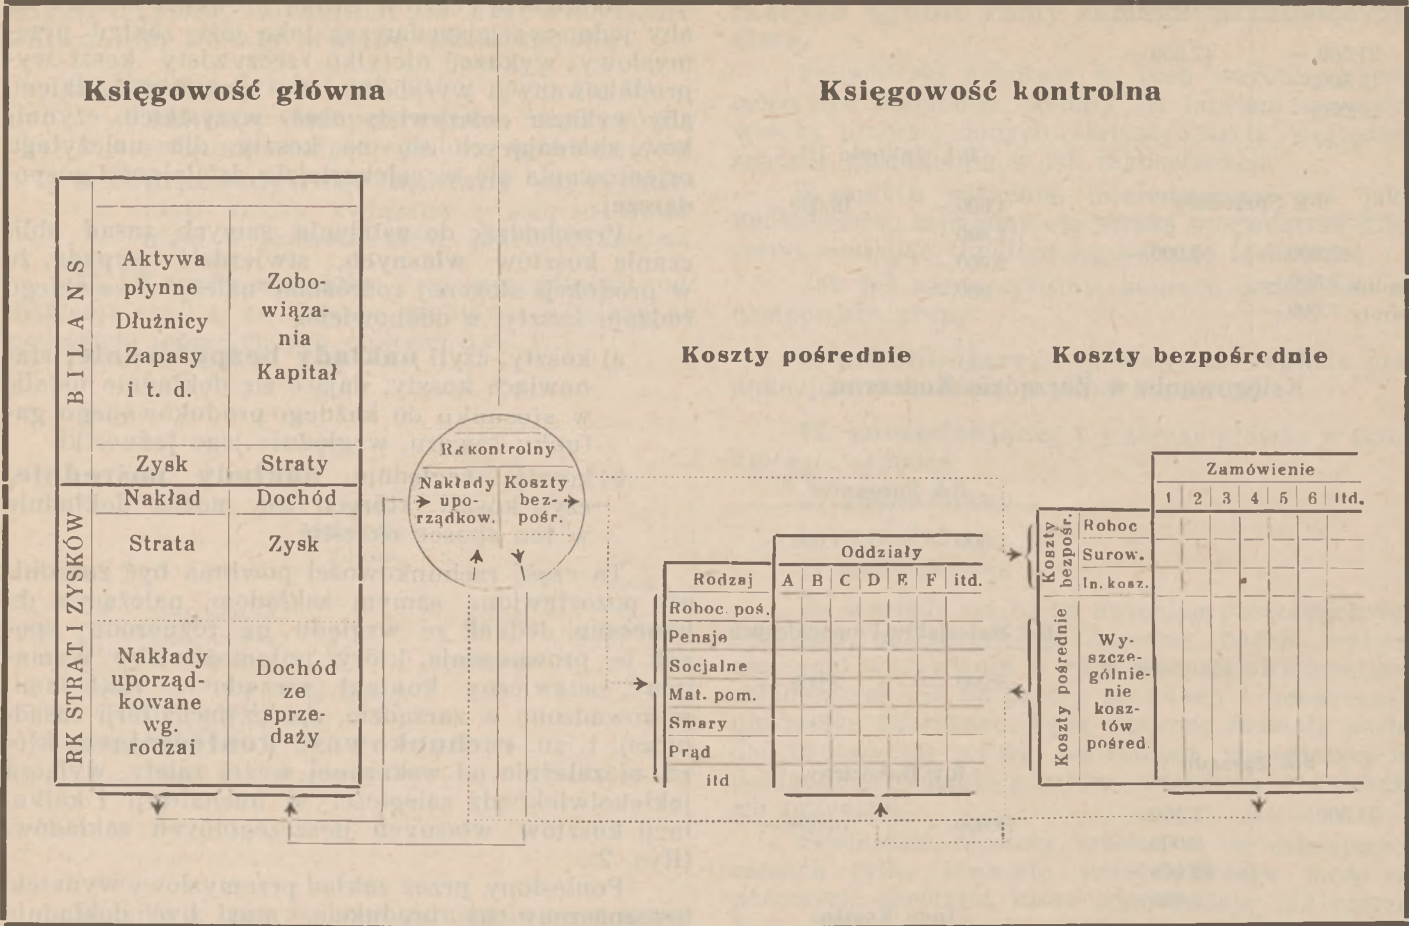 Księgowość główna
Księgowość kontrolna
BILANS
Aktywa
płynne
Dłużnicy
Zapasy
i t. d.
Zobo-
wiąza-
nia
Kapitał
Zysk
Straty
RK STRAT I ZYSKÓW
Nakład
Dochód
Strata
Zysk
Nakłady
uporząd-
kowane
wg.
rodzai
Dochód
ze
sprze-
daży
Rk kontrolny
Nakłady
upo-
rządkow.
Koszty
bez-
pośr.
Koszty pośrednie
Oddziały
Rodzaj
A B C D E F itd.
Roboc. poś.
Pensje
Socjalne
Mat. pom.
Smary
Prąd
itd
Koszty bezpośrednie
Zamówienie
1 2 3 4 5 6 itd.
Koszty
bezpośr.
Roboc
Surow.
In. kosz.
Koszty pośrednie
Wy-
szcze-
gólnie-
nie
kosz-
tów
pośred.